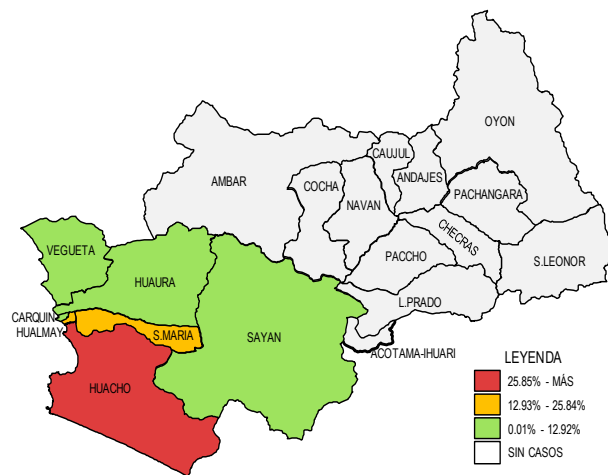 OYON
CAUJUL
AMBAR
COCHA
ANDAJES
PACHANGARA
NAVAN
CHECRAS
VEGUETA
PACCHO
S.LEONOR
HUAURA
L.PRADO
CARQUIN
HUALMAY
S.MARIA
SAYAN
ACOTAMA-IHUARI
HUACHO
LEYENDA
25.85% - MÁS
12.93% - 25.84%
0.01% - 12.92%
SIN CASOS